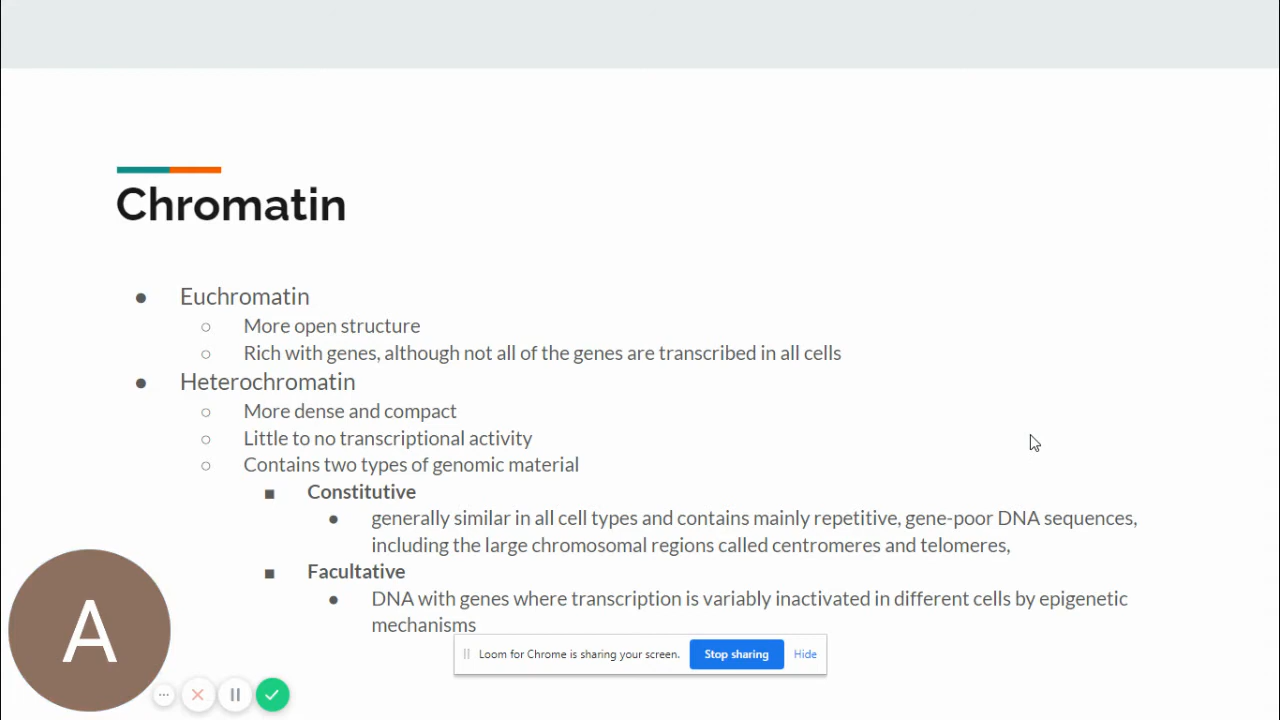 Chromatin
● Euchromatin
○ More open structure
○ Rich with genes, although not all of the genes are transcribed in all cells
● Heterochromatin
○ More dense and compact
○ Little to no transcriptional activity
○ Contains two types of genomic material
■ Constitutive
● generally similar in all cell types and contains mainly repetitive, gene-poor DNA sequences,
including the large chromosomal regions called centromeres and telomeres,
■ Facultative
● DNA with genes where transcription is variably inactivated in different cells by epigenetic
mechanisms
A
Loom for Chrome is sharing your screen. Stop sharing Hide